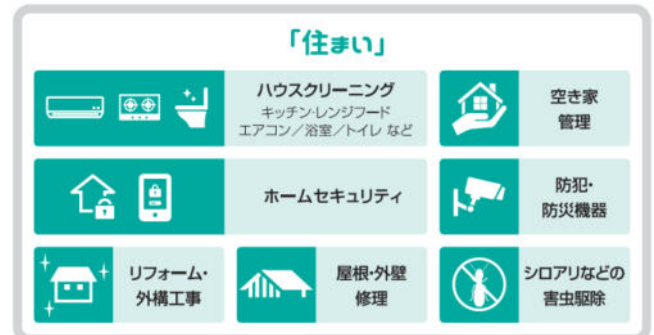 「住まい」
ハウスクリーニング
キッチン・レンジフード
エアコン／浴室／トイレ など
空き家
管理
ホームセキュリティ
防犯・
防災機器
リフォーム・
外構工事
屋根・外壁
修理
シロアリなどの
害虫駆除